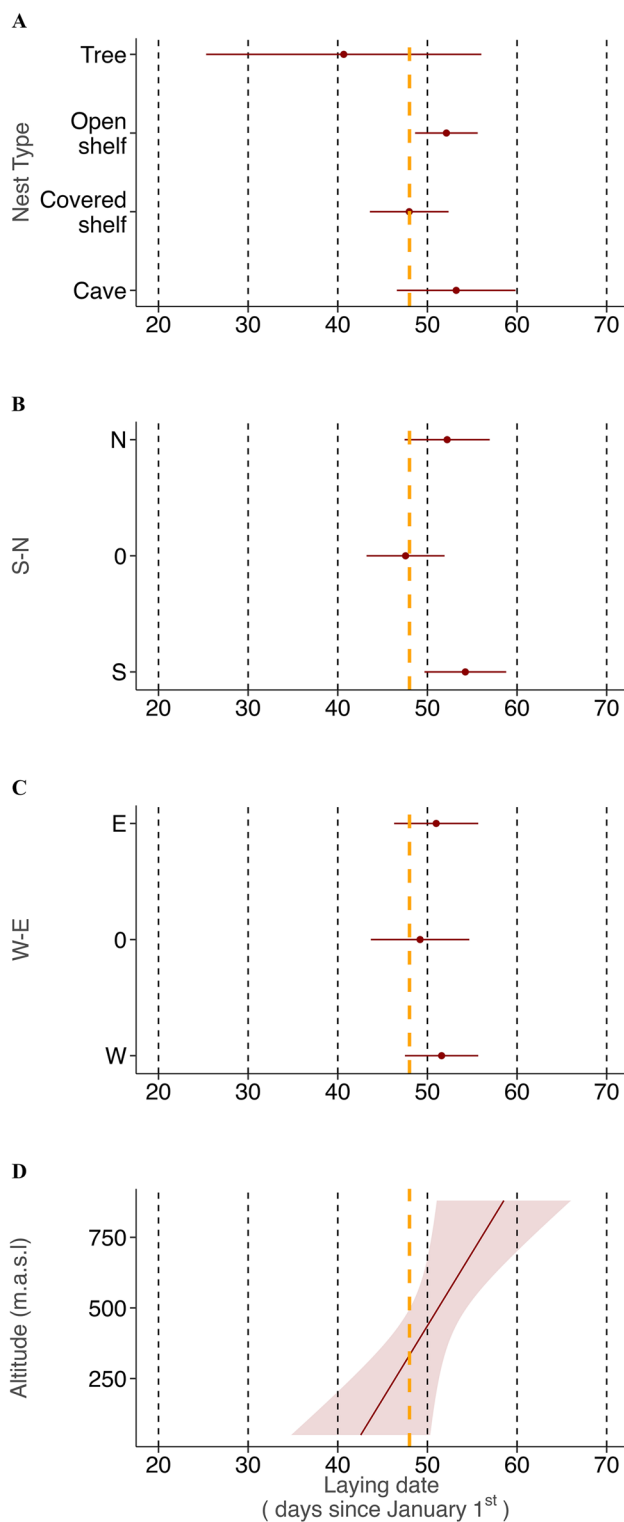 A
Nest Type
Tree
Open
shelf
Covered
shelf
Cave
20 30 40 50 60 70
B
S-N
N
0
S
20 30 40 50 60 70
C
W-E
E
0
W
20 30 40 50 60 70
D
Altitude (m.a.s.l)
750
500
250
20 30 40 50 60 70
Laying date
( days since January 1st )